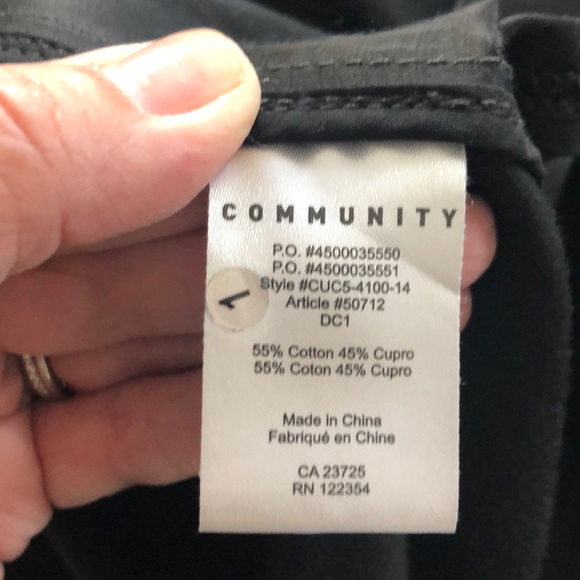 COMMUNITY
P.O. #4500035550
P.O. #4500035551
Style #CUC5-4100-14
Article #50712
DC1
55% Cotton 45% Cupro
55% Coton 45% Cupro
Made in China
Fabriqué en Chine
CA 23725
RN 122354